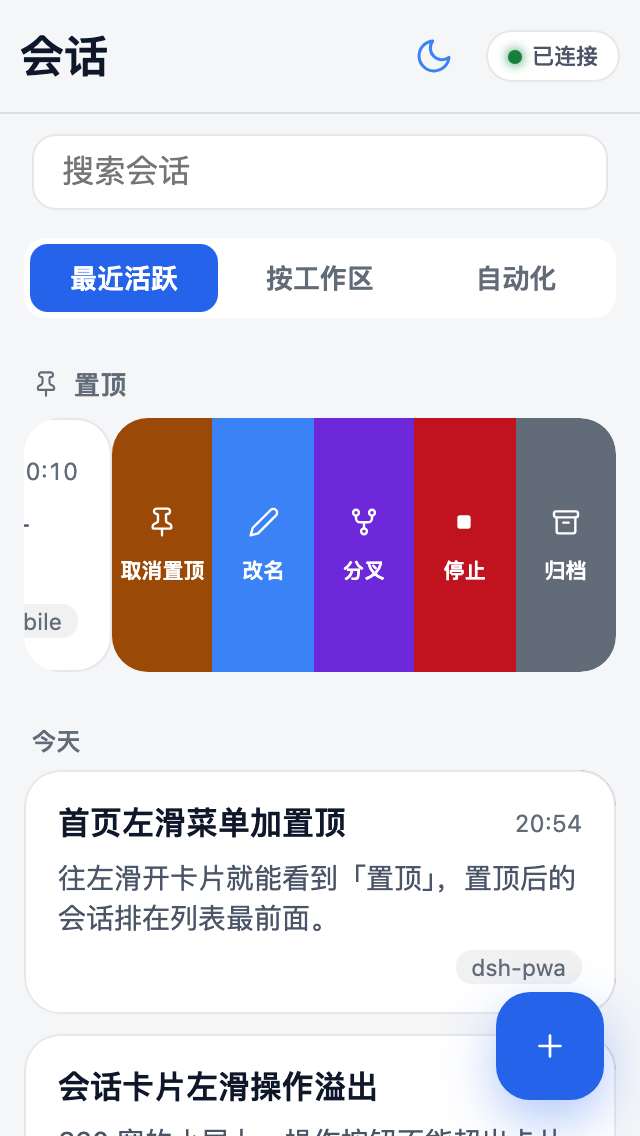 会话
已连接
搜索会话
最近活跃 按工作区 自动化
置顶
0:10
bile
取消置顶 改名 分叉 停止 归档
今天
首页左滑菜单加置顶 20:54
往左滑开卡片就能看到「置顶」，置顶后的
会话排在列表最前面。
dsh-pwa
会话卡片左滑操作溢出